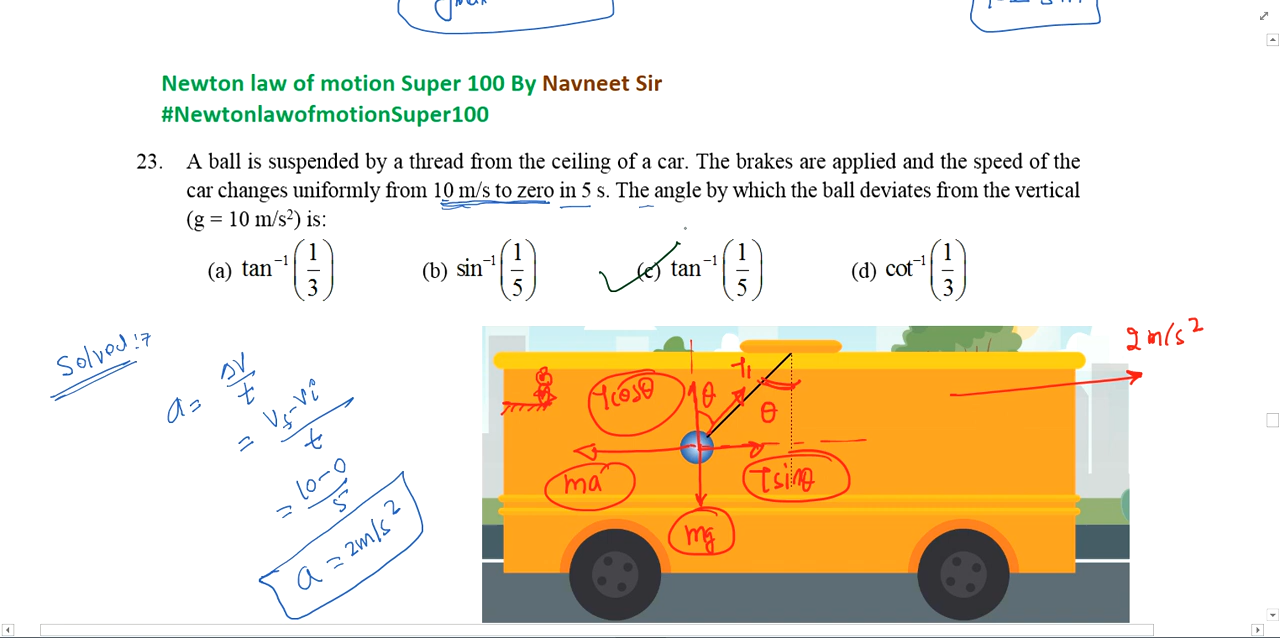 Newton law of motion Super 100 By Navneet Sir
#NewtonlawofmotionSuper100
23. A ball is suspended by a thread from the ceiling of a car. The brakes are applied and the speed of the
car changes uniformly from 10 m/s to zero in 5 s. The angle by which the ball deviates from the vertical
(g = 10 m/s²) is:
(a) tan⁻¹(1/3) (b) sin⁻¹(1/5) (c) tan⁻¹(1/5) (d) cot⁻¹(1/3)
Solved:→
a = ΔV/t
= Vf-Vi/t
= 10-0/5
a = 2m/s²
2m/s²
Tcosθ
θ
θ
ma
Tsinθ
mg